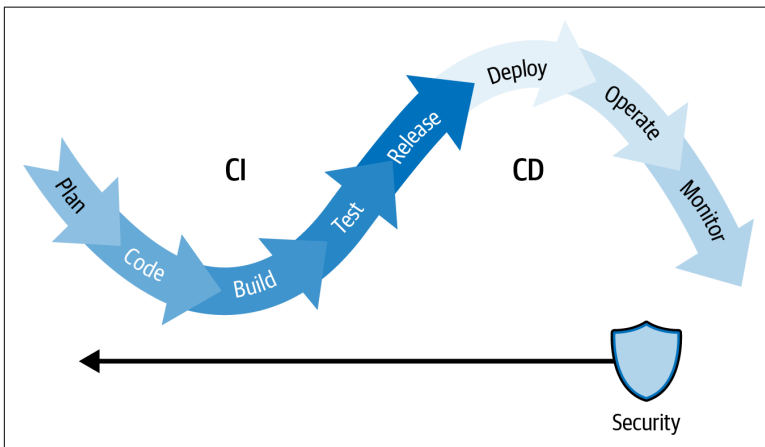 Plan
Code
Build
Test
Release
Deploy
Operate
Monitor
CI
CD
Security